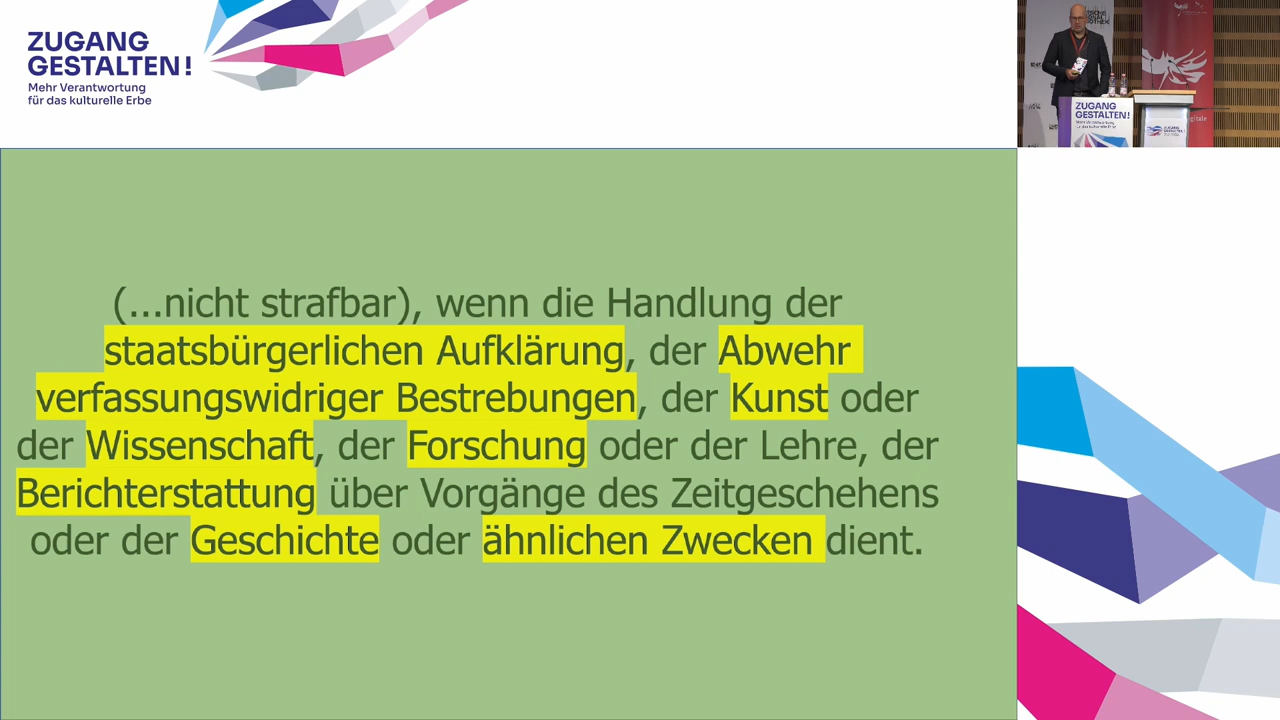 ZUGANG
GESTALTEN!
Mehr Verantwortung
für das kulturelle Erbe
ZUGANG
GESTALTEN!
(...nicht strafbar), wenn die Handlung der
staatsbürgerlichen Aufklärung, der Abwehr
verfassungswidriger Bestrebungen, der Kunst oder
der Wissenschaft, der Forschung oder der Lehre, der
Berichterstattung über Vorgänge des Zeitgeschehens
oder der Geschichte oder ähnlichen Zwecken dient.